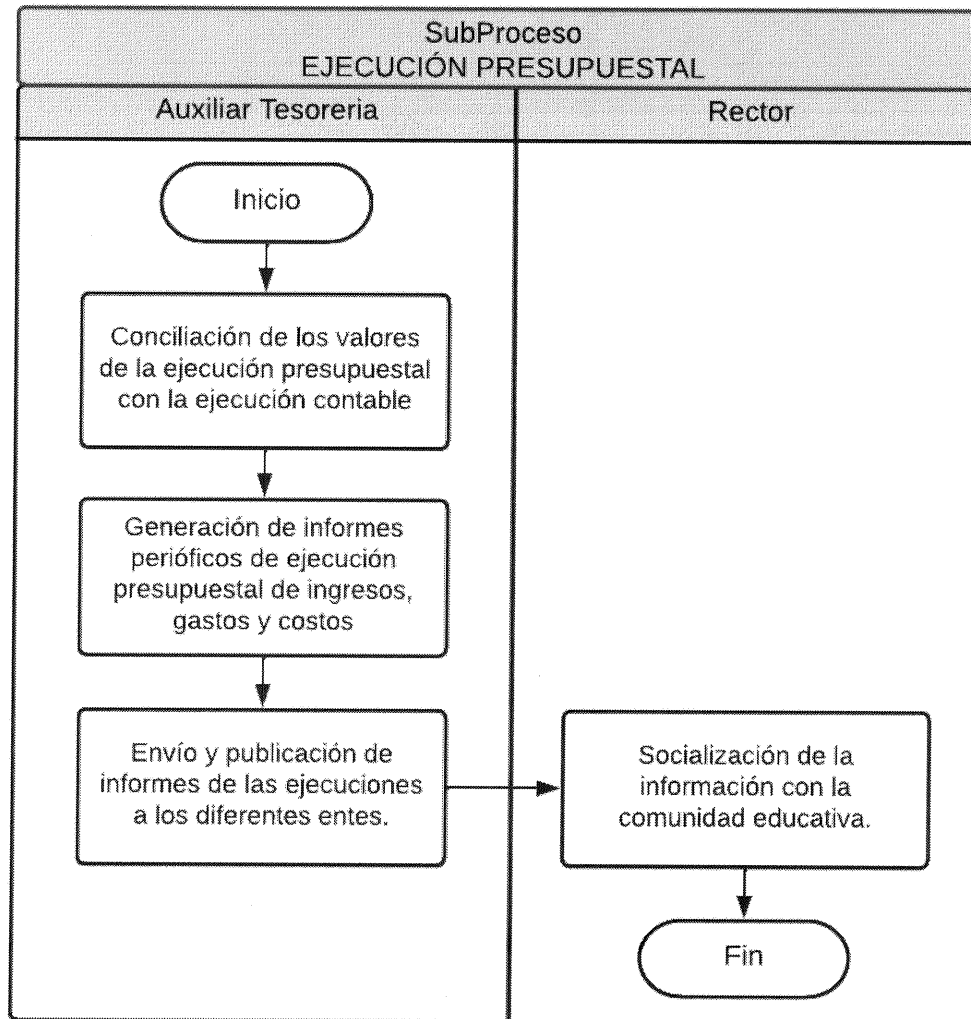 SubProceso
EJECUCIÓN PRESUPUESTAL
Auxiliar Tesoreria
Rector
Inicio
Conciliación de los valores
de la ejecución presupuestal
con la ejecución contable
Generación de informes
perióficos de ejecución
presupuestal de ingresos,
gastos y costos
Envío y publicación de
informes de las ejecuciones
a los diferentes entes.
Socialización de la
información con la
comunidad educativa.
Fin